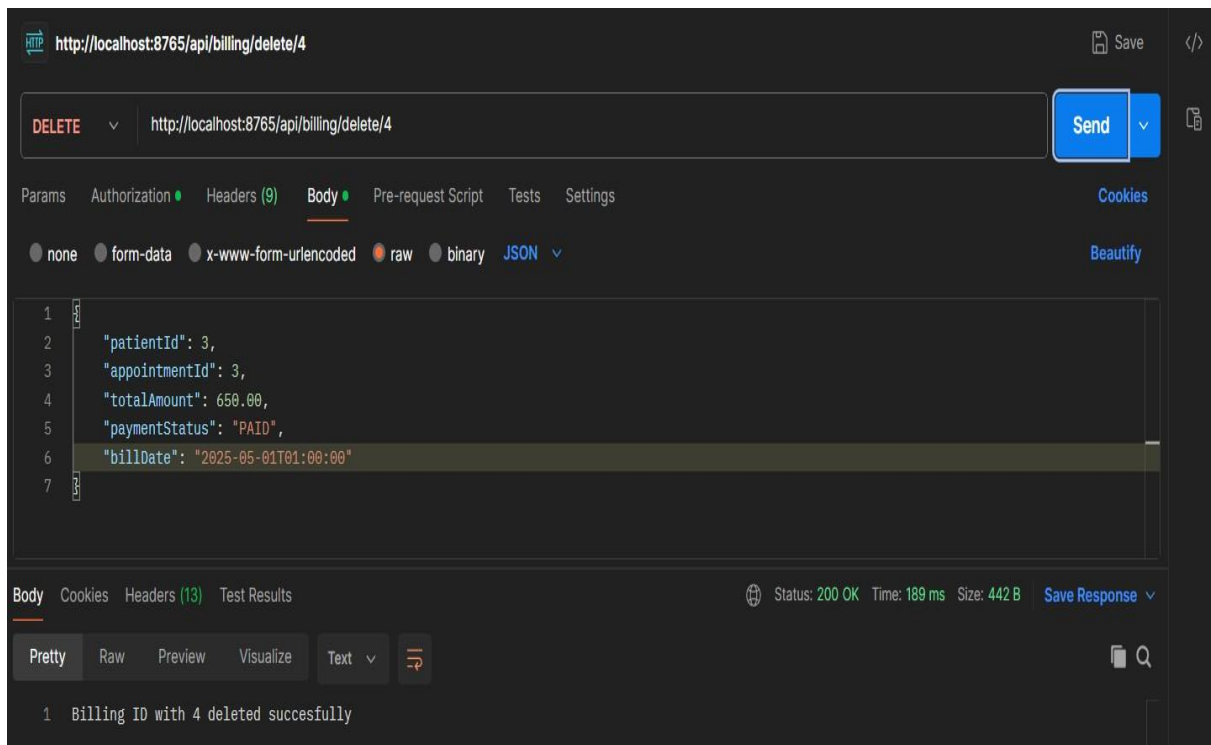 HTTP http://localhost:8765/api/billing/delete/4 Save </>
DELETE http://localhost:8765/api/billing/delete/4 Send
Params Authorization Headers (9) Body Pre-request Script Tests Settings Cookies
none form-data x-www-form-urlencoded raw binary JSON Beautify
1 {
2 "patientId": 3,
3 "appointmentId": 3,
4 "totalAmount": 650.00,
5 "paymentStatus": "PAID",
6 "billDate": "2025-05-01T01:00:00"
7 }
Body Cookies Headers (13) Test Results Status: 200 OK Time: 189 ms Size: 442 B Save Response
Pretty Raw Preview Visualize Text
1 Billing ID with 4 deleted succesfully